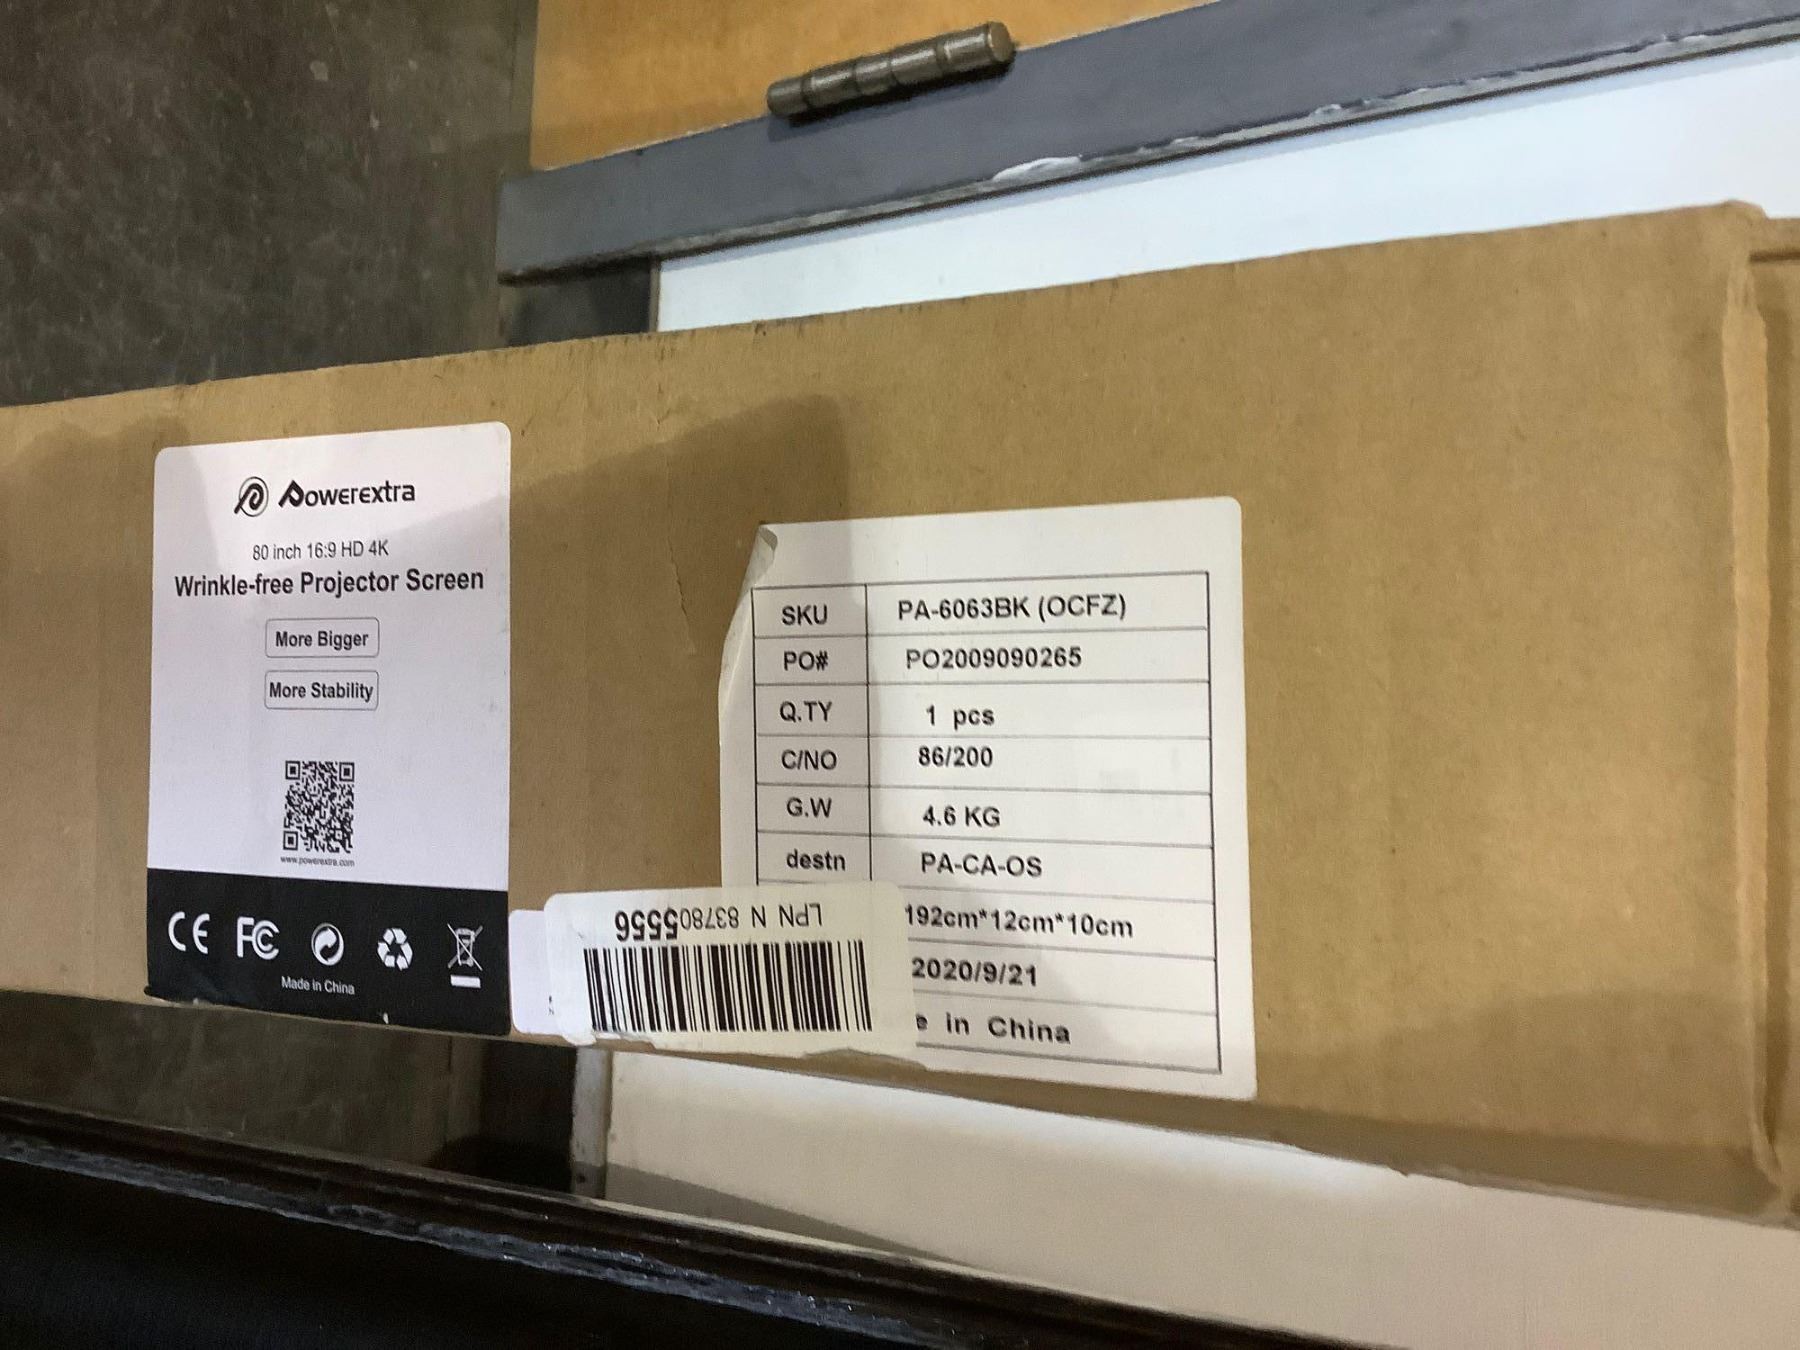 Powerextra
80 inch 16:9 HD 4K
Wrinkle-free Projector Screen
More Bigger
More Stability
www.powerextra.com
CE FC
Made in China
SKU PA-6063BK (OCFZ)
PO# PO2009090265
Q.TY 1 pcs
C/NO 86/200
G.W 4.6 KG
destn PA-CA-OS
192cm*12cm*10cm
2020/9/21
e in China
LPN N 837805556